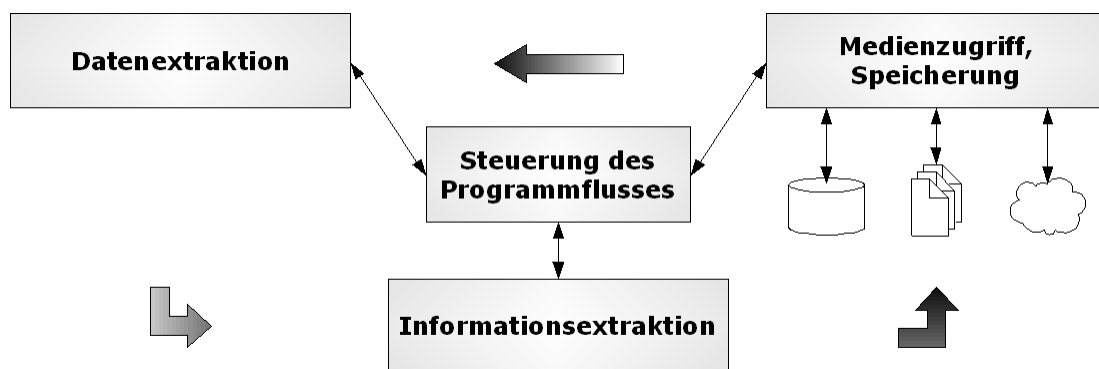 Datenextraktion
Medienzugriff,
Speicherung
Steuerung des
Programmflusses
Informationsextraktion